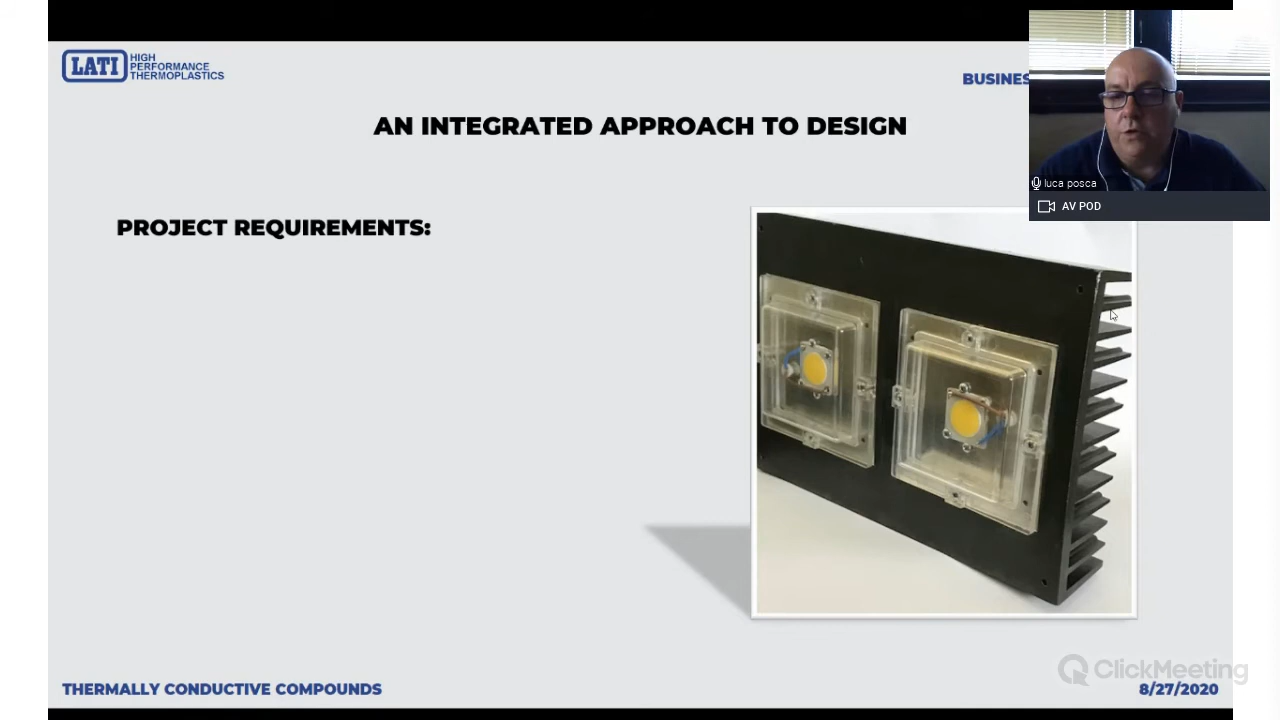 LATI
HIGH
PERFORMANCE
THERMOPLASTICS
BUSINES
AN INTEGRATED APPROACH TO DESIGN
luca posca
AV POD
PROJECT REQUIREMENTS:
ClickMeeting
THERMALLY CONDUCTIVE COMPOUNDS
8/27/2020